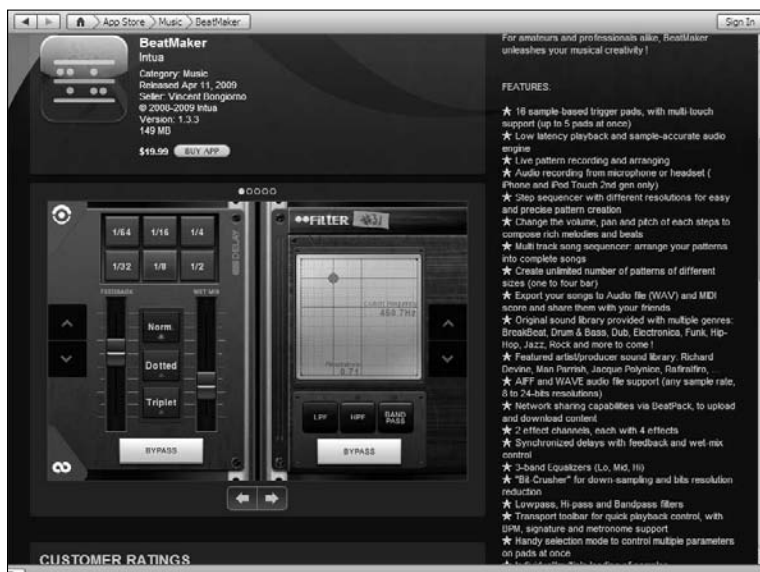 App Store Music BeatMaker
Sign In
BeatMaker
Intua
Category: Music
Released Apr 11, 2009
Seller: Vincent Bongiorno
© 2008-2009 Intua
Version: 1.3.3
149 MB
$19.99 BUY APP
DELAY
1/64 1/16 1/4
1/32 1/8 1/2
FEEDBACK WET MIX
Norm.
Dotted
Triplet
BYPASS
FILTER #31
Cutoff Frequency
450.7Hz
Resonance
0.71
LPF HPF BAND
PASS
BYPASS
CUSTOMER RATINGS
For amateurs and professionals alike, BeatMaker
unleashes your musical creativity !
FEATURES:
★ 16 sample-based trigger pads, with multi-touch
support (up to 5 pads at once)
★ Low latency playback and sample-accurate audio
engine
★ Live pattern recording and arranging
★ Audio recording from microphone or headset (
iPhone and iPod Touch 2nd gen only)
★ Step sequencer with different resolutions for easy
and precise pattern creation
★ Change the volume, pan and pitch of each steps to
compose rich melodies and beats
★ Multi track song sequencer: arrange your patterns
into complete songs
★ Create unlimited number of patterns of different
sizes (one to four bar)
★ Export your songs to Audio file (WAV) and MIDI
score and share them with your friends
★ Original sound library provided with multiple genres:
BreakBeat, Drum & Bass, Dub, Electronica, Funk, Hip-
Hop, Jazz, Rock and more to come !
★ Featured artist/producer sound library: Richard
Devine, Man Parrish, Jacque Polynice, Rafiralfiro, ...
★ AIFF and WAVE audio file support (any sample rate,
8 to 24-bits resolutions)
★ Network sharing capabilities via BeatPack, to upload
and download content
★ 2 effect channels, each with 4 effects
★ Synchronized delays with feedback and wet-mix
control
★ 3-band Equalizers (Lo, Mid, Hi)
★ "Bit-Crusher" for down-sampling and bits resolution
reduction
★ Lowpass, Hi-pass and Bandpass filters
★ Transport toolbar for quick playback control, with
BPM, signature and metronome support
★ Handy selection mode to control multiple parameters
on pads at once